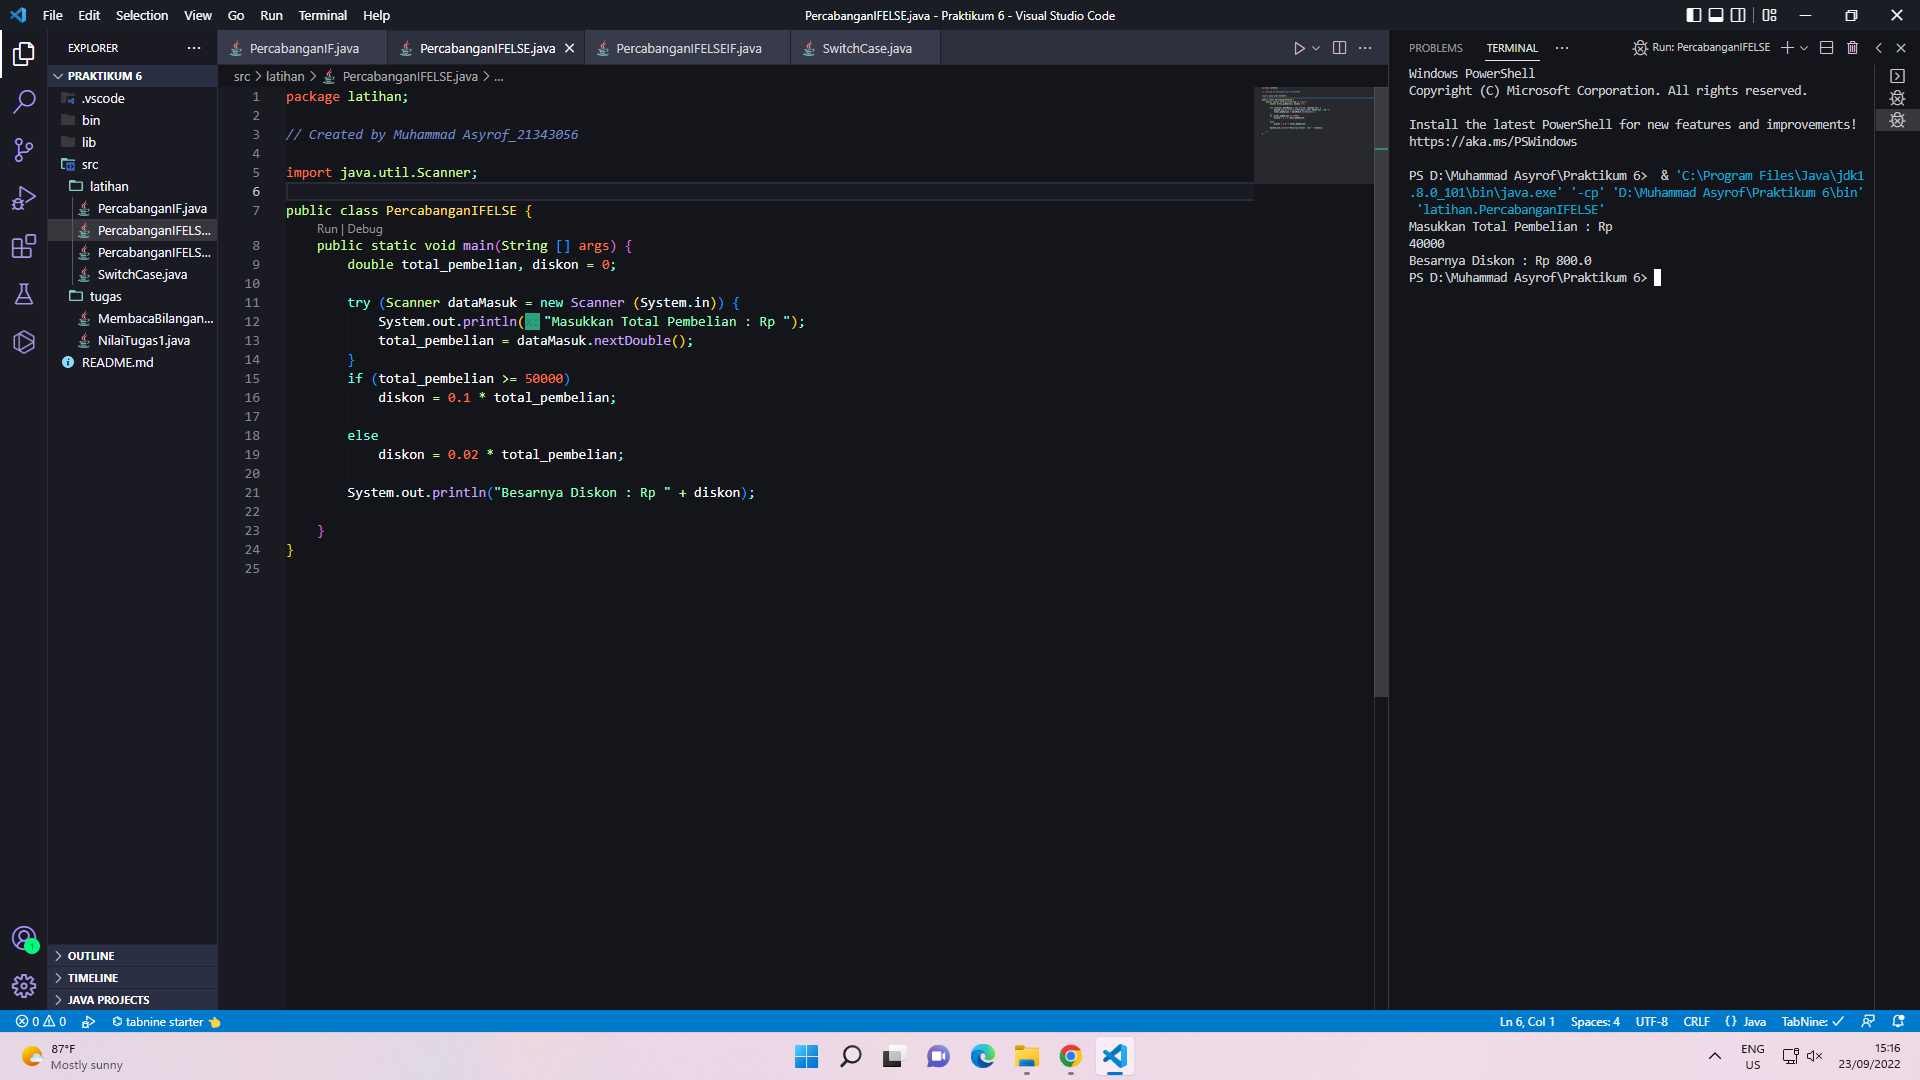 File Edit Selection View Go Run Terminal Help
PercabanganIFELSE.java - Praktikum 6 - Visual Studio Code
EXPLORER
PRAKTIKUM 6
.vscode
bin
lib
src
latihan
PercabanganIF.java
PercabanganIFELS...
PercabanganIFELS...
SwitchCase.java
tugas
MembacaBilangan...
NilaiTugas1.java
README.md
OUTLINE
TIMELINE
JAVA PROJECTS
PercabanganIF.java PercabanganIFELSE.java PercabanganIFELSEIF.java SwitchCase.java
src > latihan > PercabanganIFELSE.java > ...
1 package latihan;
2
3 // Created by Muhammad Asyrof_21343056
4
5 import java.util.Scanner;
6
7 public class PercabanganIFELSE {
Run | Debug
8 public static void main(String [] args) {
9 double total_pembelian, diskon = 0;
10
11 try (Scanner dataMasuk = new Scanner (System.in)) {
12 System.out.println( "Masukkan Total Pembelian : Rp ");
13 total_pembelian = dataMasuk.nextDouble();
14 }
15 if (total_pembelian >= 50000)
16 diskon = 0.1 * total_pembelian;
17
18 else
19 diskon = 0.02 * total_pembelian;
20
21 System.out.println("Besarnya Diskon : Rp " + diskon);
22
23 }
24 }
25
PROBLEMS TERMINAL Run: PercabanganIFELSE
Windows PowerShell
Copyright (C) Microsoft Corporation. All rights reserved.
Install the latest PowerShell for new features and improvements!
https://aka.ms/PSWindows
PS D:\Muhammad Asyrof\Praktikum 6> & 'C:\Program Files\Java\jdk1
.8.0_101\bin\java.exe' '-cp' 'D:\Muhammad Asyrof\Praktikum 6\bin'
'latihan.PercabanganIFELSE'
Masukkan Total Pembelian : Rp
40000
Besarnya Diskon : Rp 800.0
PS D:\Muhammad Asyrof\Praktikum 6>
1
0 0 tabnine starter
Ln 6, Col 1 Spaces: 4 UTF-8 CRLF {} Java TabNine:
87°F
Mostly sunny
ENG
US
15:16
23/09/2022